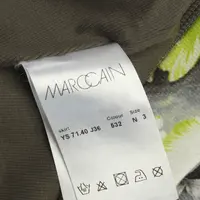 MARCCAIN
skirt Colour Size
YS 71.40 J36 532 N 3